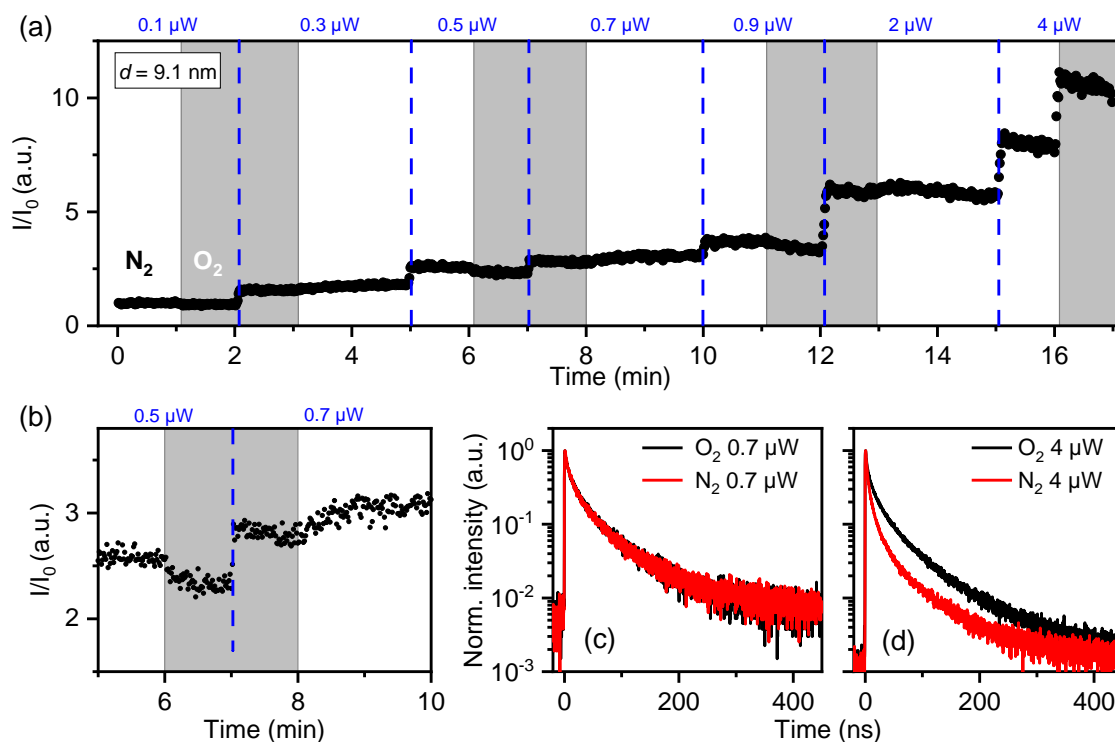 (a)
0.1 µW 0.3 µW 0.5 µW 0.7 µW 0.9 µW 2 µW 4 µW
d = 9.1 nm
N₂ O₂
I/I₀ (a.u.)
10
5
0
0 2 4 6 8 10 12 14 16
Time (min)
(b)
0.5 µW 0.7 µW
I/I₀ (a.u.)
3
2
6 7 8 9 10
Time (min)
Norm. intensity (a.u.)
10⁰
10⁻¹
10⁻²
10⁻³
O₂ 0.7 µW
N₂ 0.7 µW
(c)
0 200 400
O₂ 4 µW
N₂ 4 µW
(d)
0 200 400
Time (ns)